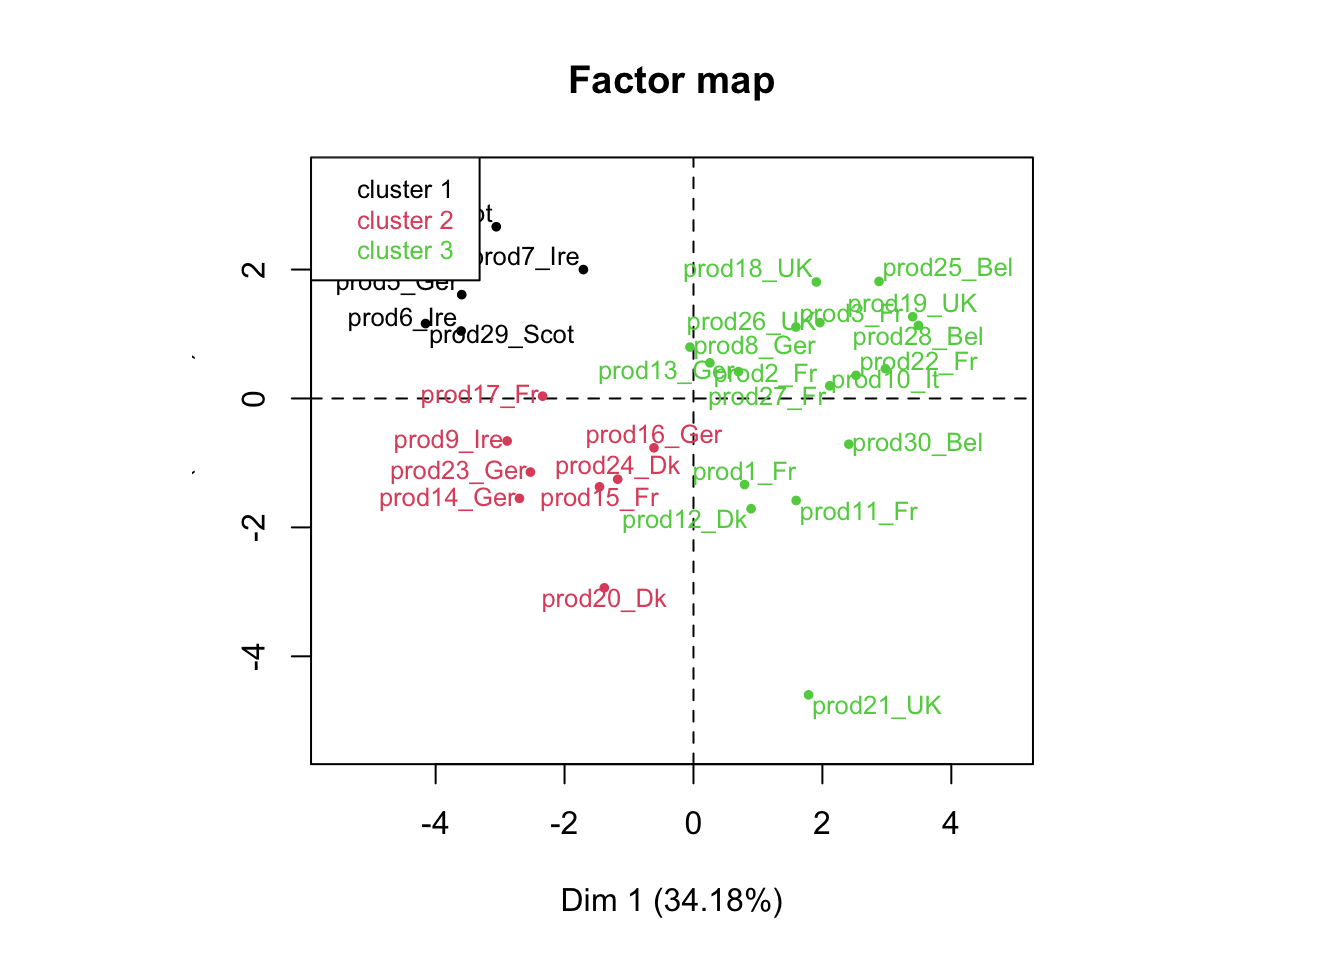 Factor map
cluster 1
cluster 2
cluster 3
prod7_Ire
prod5_Ger
prod6_Ire
prod29_Scot
prod18_UK
prod25_Bel
prod19_UK
prod3_Fr
prod26_UK
prod28_Bel
prod8_Ger
prod22_Fr
prod13_Ger
prod2_Fr
prod10_It
prod27_Fr
prod17_Fr
prod16_Ger
prod9_Ire
prod30_Bel
prod24_Dk
prod23_Ger
prod1_Fr
prod14_Ger
prod15_Fr
prod11_Fr
prod12_Dk
prod20_Dk
prod21_UK
2
0
-2
-4
-4 -2 0 2 4
Dim 1 (34.18%)